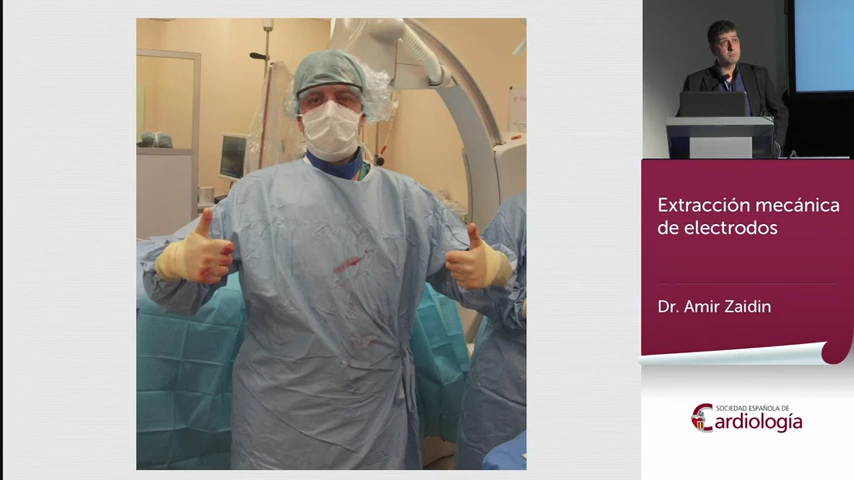 Extracción mecánica
de electrodos
Dr. Amir Zaidin
SOCIEDAD ESPAÑOLA DE
Cardiología